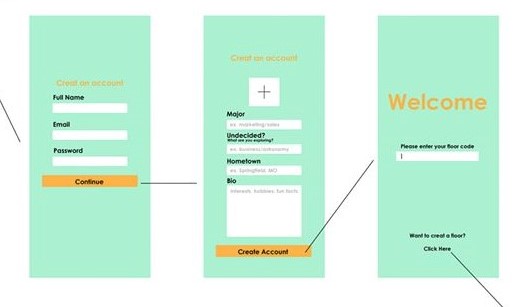 Creat an account
Full Name
Email
Password
Continue
Creat an account
Major
ex. marketing/sales
Undecided?
What are you exploring?
ex. business/astronomy
Hometown
ex. Springfield, MO
Bio
interests, hobbies, fun facts
Create Account
Welcome
Please enter your floor code
Want to creat a floor?
Click Here